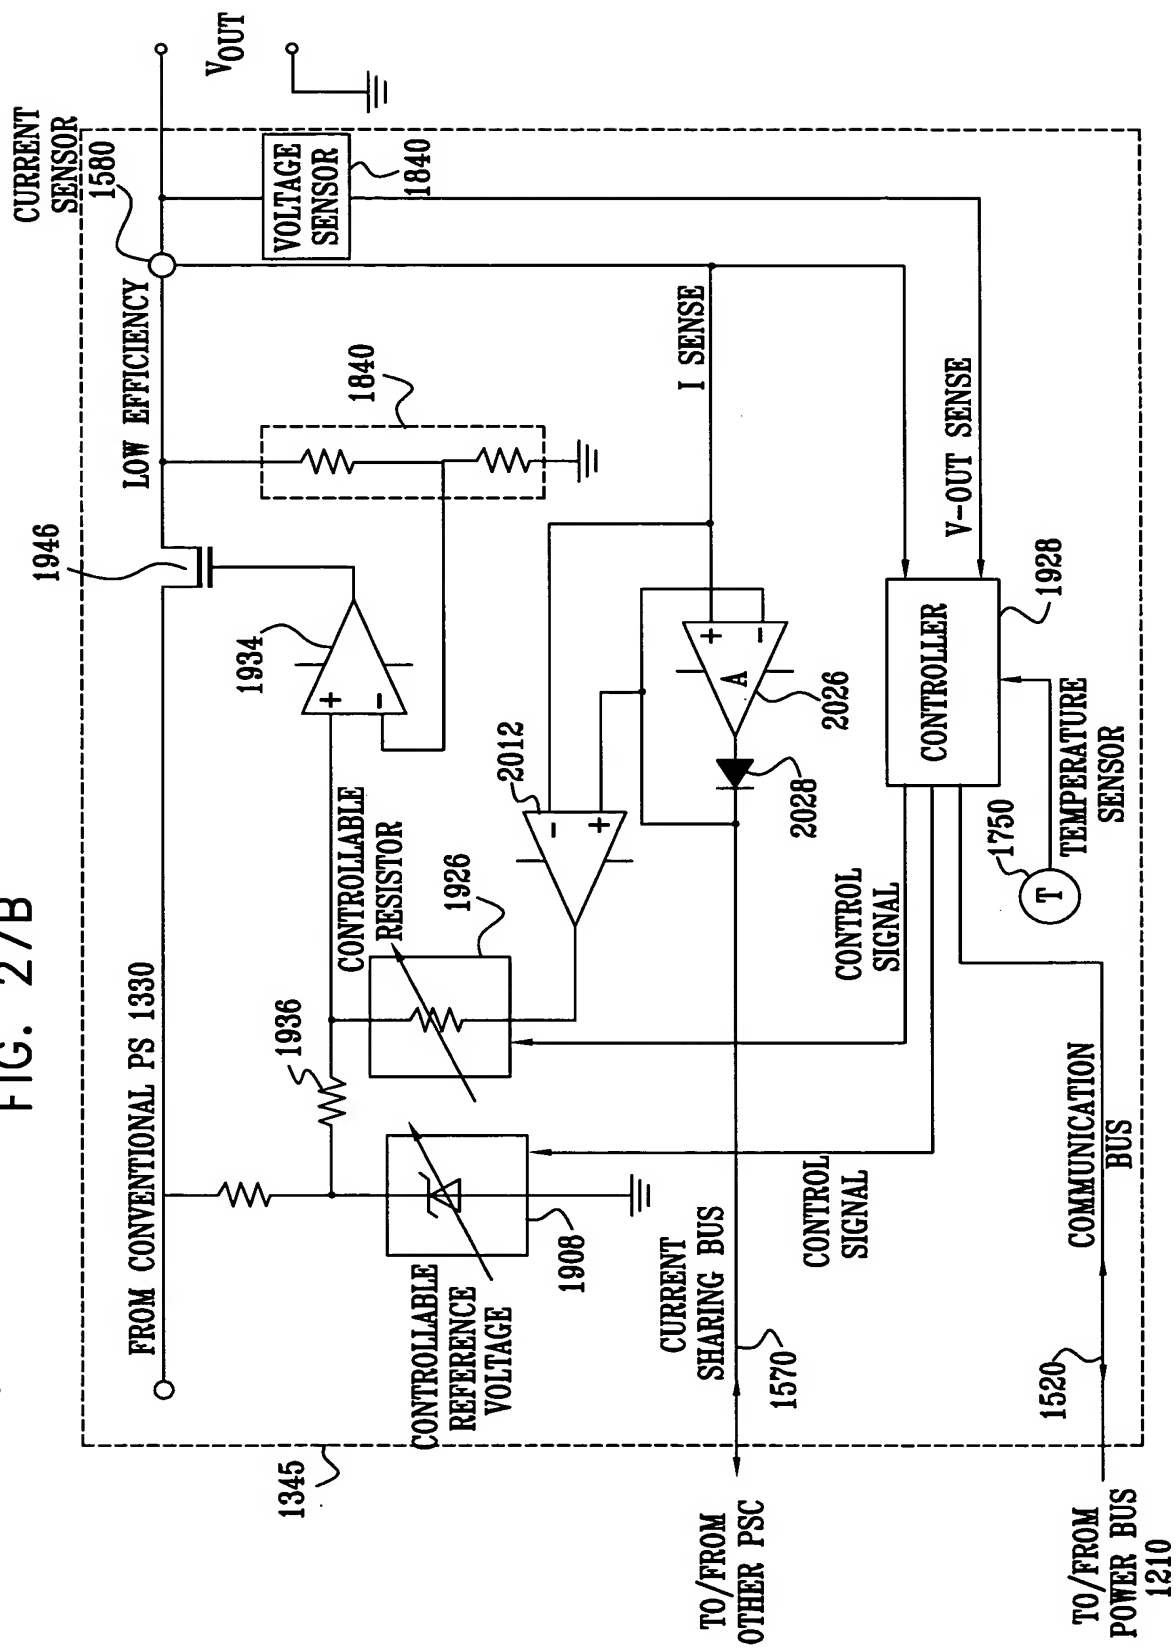 FIG. 27B
FROM CONVENTIONAL PS 1330
1946
LOW EFFICIENCY
CURRENT
SENSOR
1580
VOUT
1345
1936
1934
+
-
1840
VOLTAGE
SENSOR
1840
CONTROLLABLE
REFERENCE
VOLTAGE
1908
CONTROLLABLE
RESISTOR
1926
2012
-
+
I SENSE
TO/FROM
OTHER PSC
CURRENT
SHARING BUS
1570
2028
+
-
A
2026
CONTROL
SIGNAL
CONTROL
SIGNAL
CONTROLLER
1928
V-OUT SENSE
TO/FROM
POWER BUS
1210
1520
COMMUNICATION
BUS
1750
T
TEMPERATURE
SENSOR